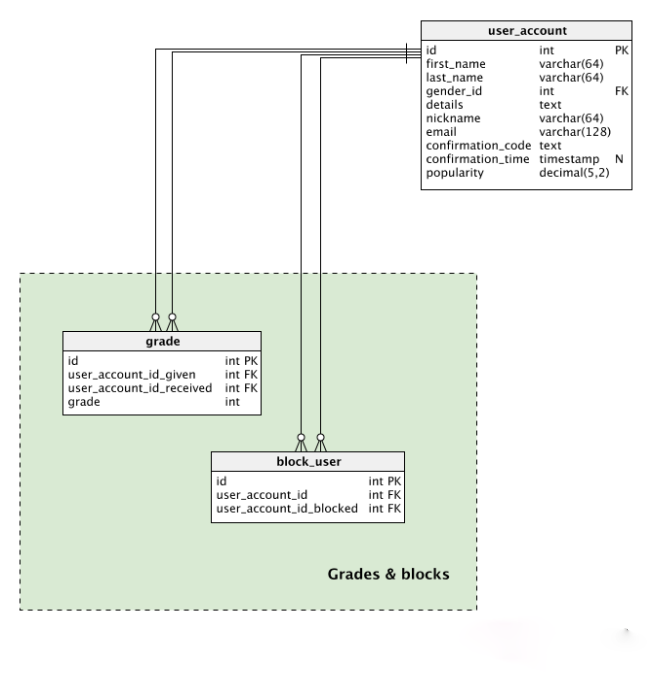 user_account
id int PK
first_name varchar(64)
last_name varchar(64)
gender_id int FK
details text
nickname varchar(64)
email varchar(128)
confirmation_code text
confirmation_time timestamp N
popularity decimal(5,2)
grade
id int PK
user_account_id_given int FK
user_account_id_received int FK
grade int
block_user
id int PK
user_account_id int FK
user_account_id_blocked int FK
Grades & blocks